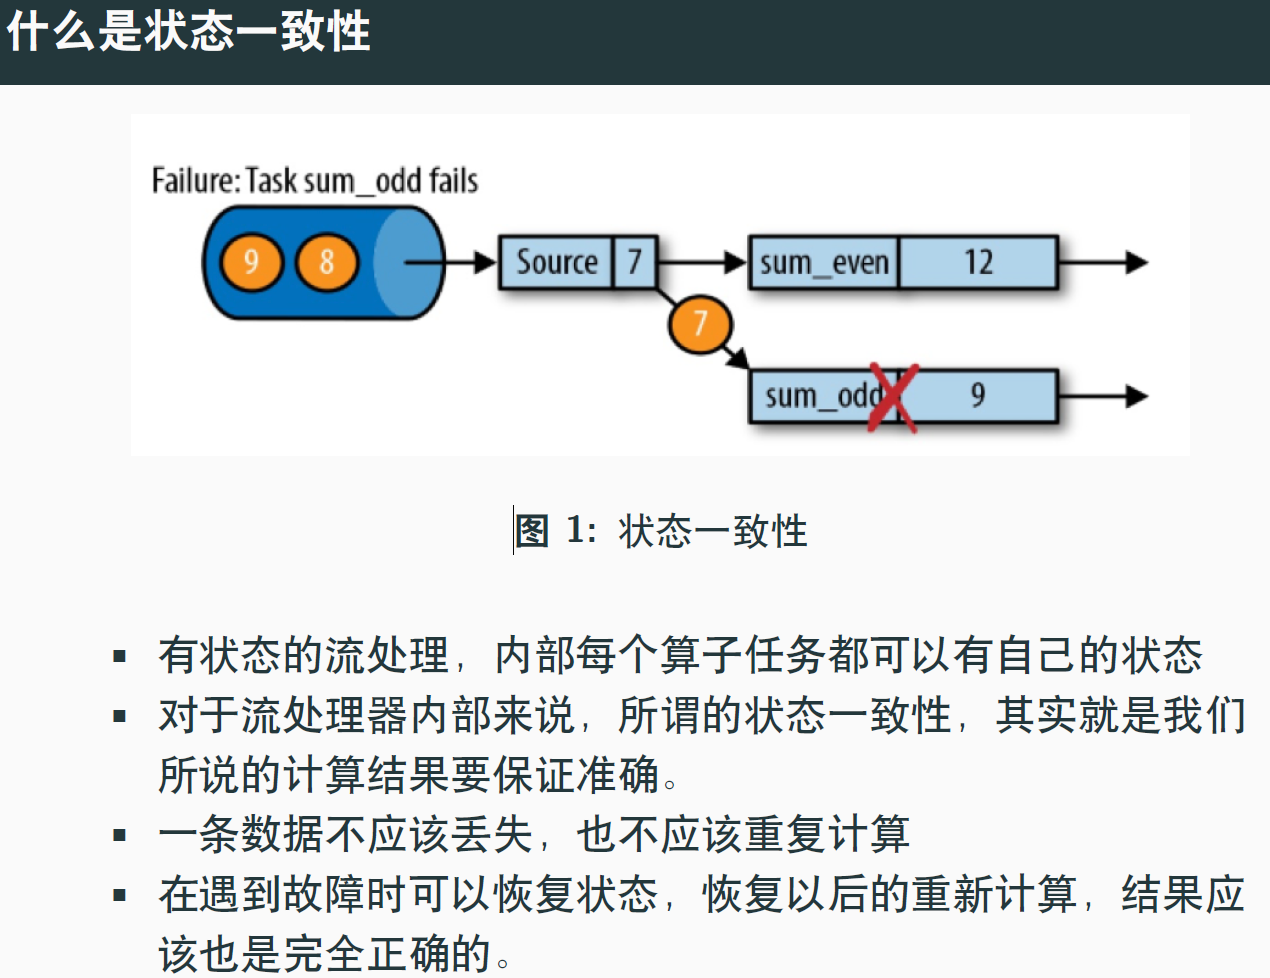 什么是状态一致性
Failure: Task sum_odd fails
9 8 Source 7 sum_even 12
7
sum_odd 9
图 1: 状态一致性
▪ 有状态的流处理，内部每个算子任务都可以有自己的状态
▪ 对于流处理器内部来说，所谓的状态一致性，其实就是我们
所说的计算结果要保证准确。
▪ 一条数据不应该丢失，也不应该重复计算
▪ 在遇到故障时可以恢复状态，恢复以后的重新计算，结果应
该也是完全正确的。